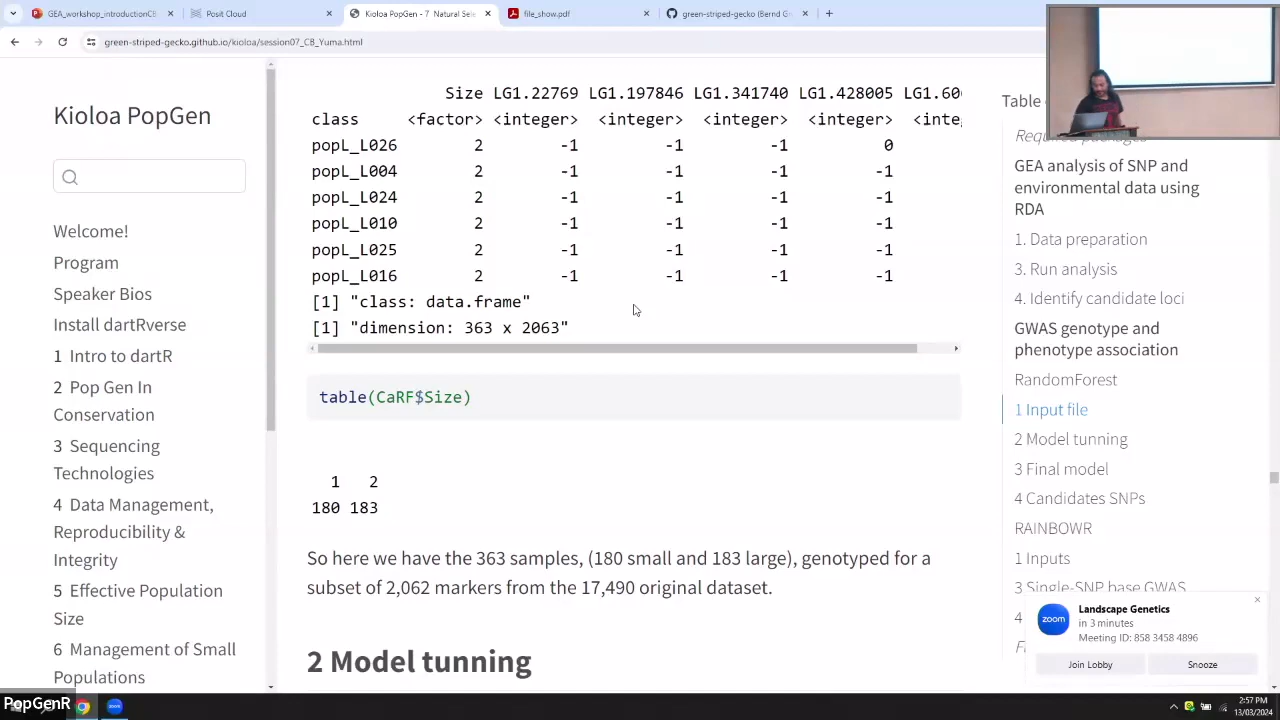 GEA_workshop_introductionCB.
Posit Cloud
Kioloa PopGen - 7 Natural Sele
file_show.pod
green-striped-gecko (Bernd G
green-striped-gecko.github.io/kioloa/session07_CB_Yuma.html
Kioloa PopGen
Welcome!
Program
Speaker Bios
Install dartRverse
1 Intro to dartR
2 Pop Gen In
Conservation
3 Sequencing
Technologies
4 Data Management,
Reproducibility &
Integrity
5 Effective Population
Size
6 Management of Small
Populations
Size LG1.22769 LG1.197846 LG1.341740 LG1.428005 LG1.60
class <factor> <integer> <integer> <integer> <integer> <inte
popL_L026 2 -1 -1 -1 0
popL_L004 2 -1 -1 -1 -1
popL_L024 2 -1 -1 -1 -1
popL_L010 2 -1 -1 -1 -1
popL_L025 2 -1 -1 -1 -1
popL_L016 2 -1 -1 -1 -1
[1] "class: data.frame"
[1] "dimension: 363 x 2063"
table(CaRF$Size)
1 2
180 183
So here we have the 363 samples, (180 small and 183 large), genotyped for a
subset of 2,062 markers from the 17,490 original dataset.
2 Model tunning
Table
Required packages
GEA analysis of SNP and
environmental data using
RDA
1. Data preparation
3. Run analysis
4. Identify candidate loci
GWAS genotype and
phenotype association
RandomForest
1 Input file
2 Model tunning
3 Final model
4 Candidates SNPs
RAINBOWR
1 Inputs
3 Single-SNP base GWAS
4
zoom
Landscape Genetics
in 3 minutes
Meeting ID: 858 3458 4896
Join Lobby
Snooze
PopGenR
zoom
2:57 PM
13/03/2024